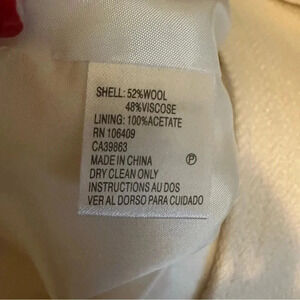 SHELL: 52%WOOL
48%VISCOSE
LINING: 100%ACETATE
RN 106409
CA39863
MADE IN CHINA
P
DRY CLEAN ONLY
INSTRUCTIONS AU DOS
VER AL DORSO PARA CUIDADO